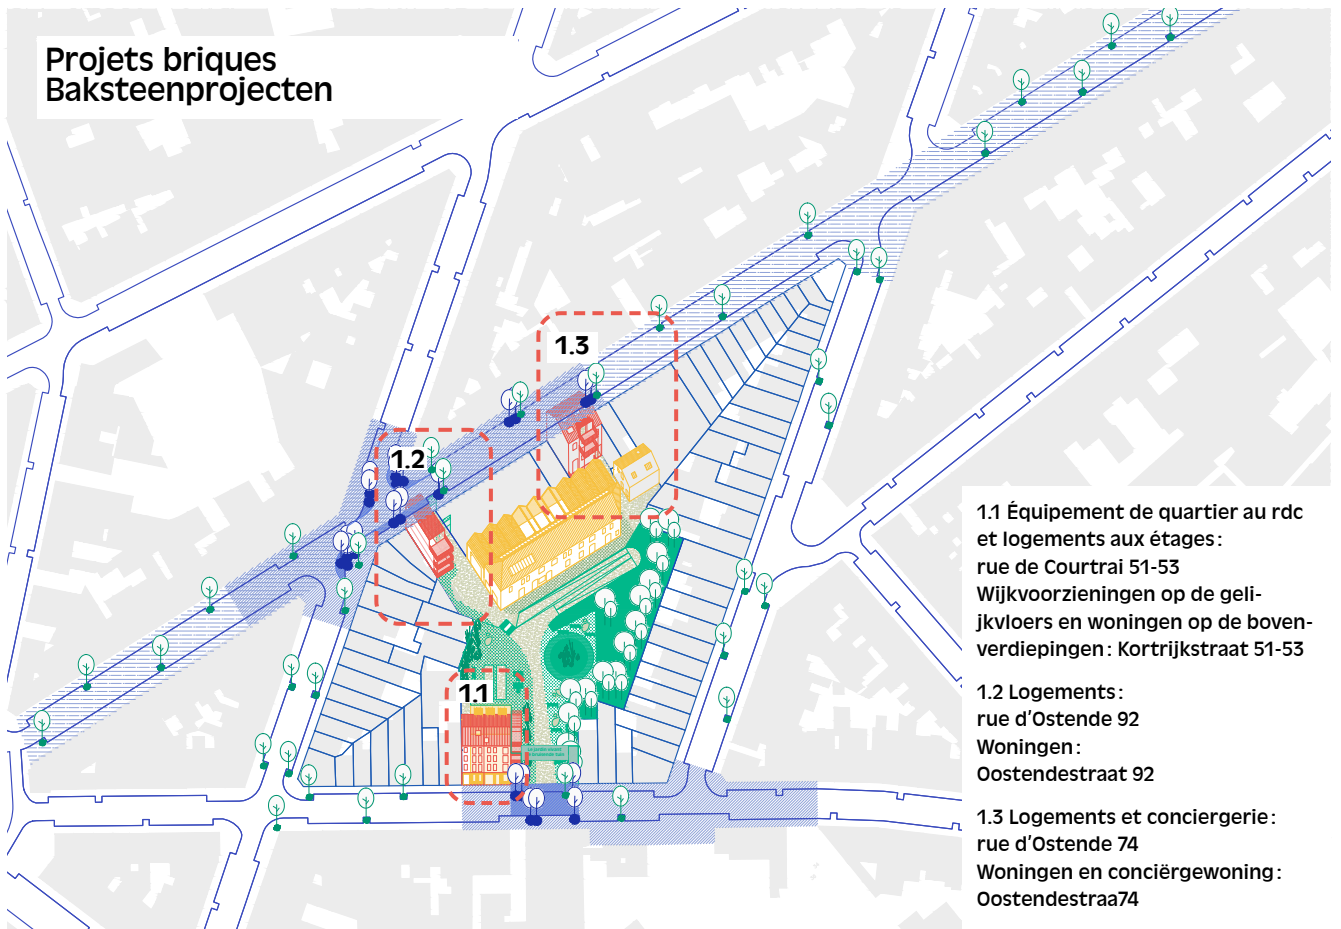 Projets briques
Baksteenprojecten
1.3
1.2
1.1
1.1 Équipement de quartier au rdc
et logements aux étages:
rue de Courtrai 51-53
Wijkvoorzieningen op de geli-
jkvloers en woningen op de boven-
verdiepingen: Kortrijkstraat 51-53
1.2 Logements:
rue d'Ostende 92
Woningen:
Oostendestraat 92
1.3 Logements et conciergerie:
rue d'Ostende 74
Woningen en conciërgewoning:
Oostendestraa74